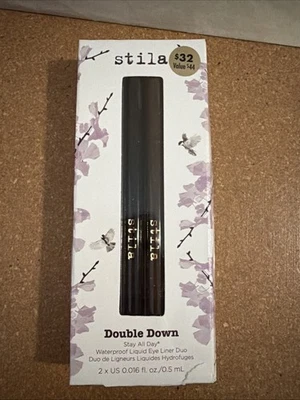 stila
$32
Value $44
stila
stila
Double Down
Stay All Day®
Waterproof Liquid Eye Liner Duo
Duo de Ligneurs Liquides Hydrofuges
2 x US 0.016 fl. oz./0.5 mL